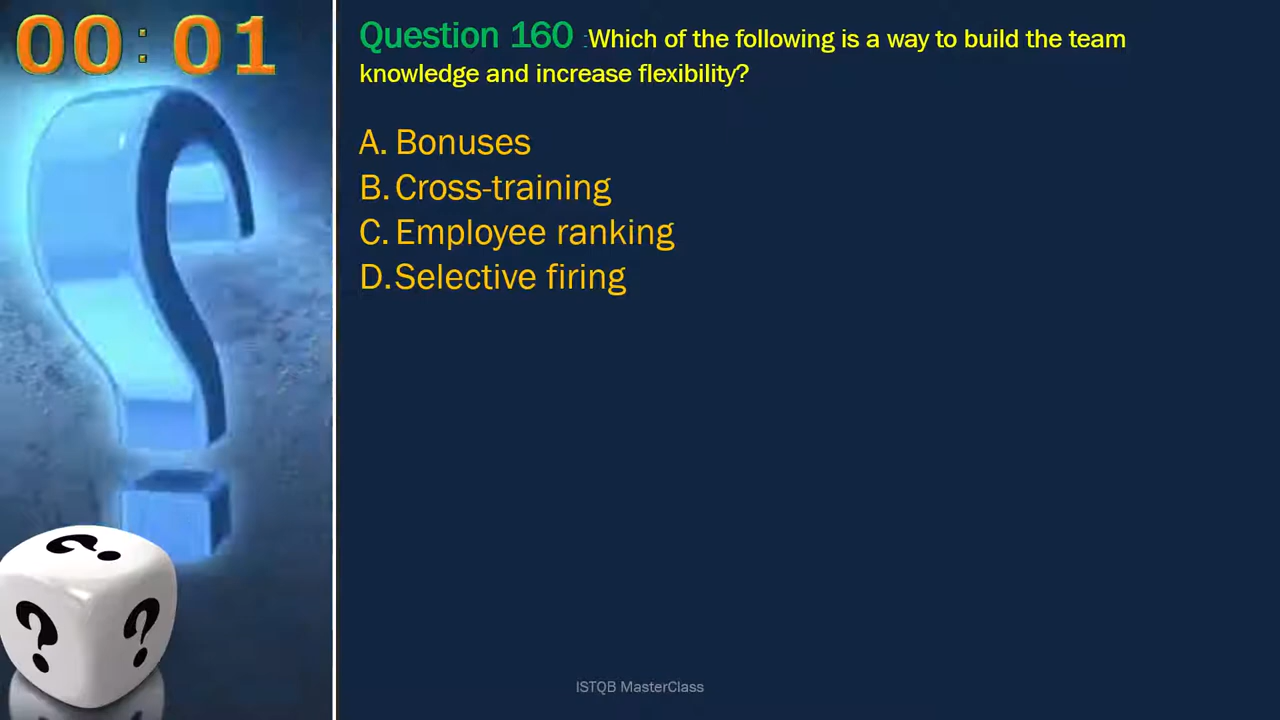 00:01
Question 160 :Which of the following is a way to build the team
knowledge and increase flexibility?
A. Bonuses
B. Cross-training
C. Employee ranking
D. Selective firing
ISTQB MasterClass